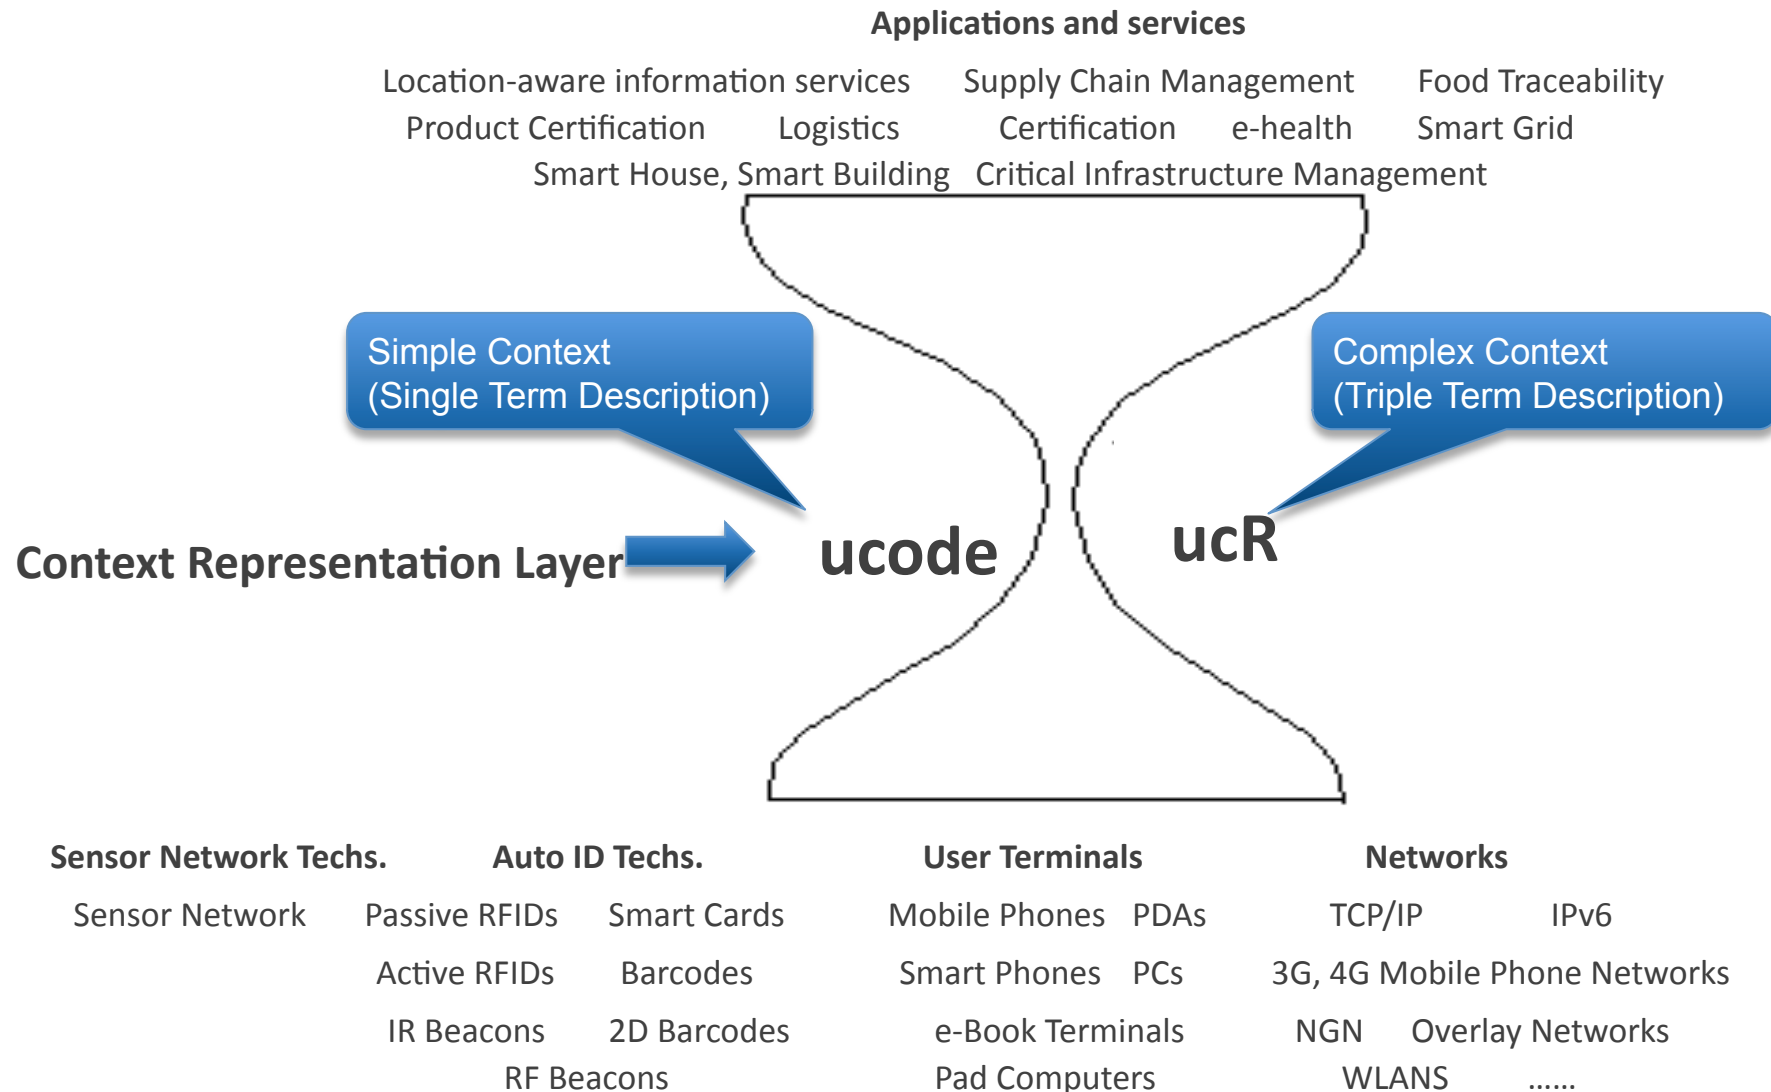 Applications and services
Location-aware information services Supply Chain Management Food Traceability
Product Certification Logistics Certification e-health Smart Grid
Smart House, Smart Building Critical Infrastructure Management
Simple Context
(Single Term Description)
Complex Context
(Triple Term Description)
Context Representation Layer
ucode
ucR
Sensor Network Techs. Auto ID Techs. User Terminals Networks
Sensor Network Passive RFIDs Smart Cards Mobile Phones PDAs TCP/IP IPv6
Active RFIDs Barcodes Smart Phones PCs 3G, 4G Mobile Phone Networks
IR Beacons 2D Barcodes e-Book Terminals NGN Overlay Networks
RF Beacons Pad Computers WLANS ......